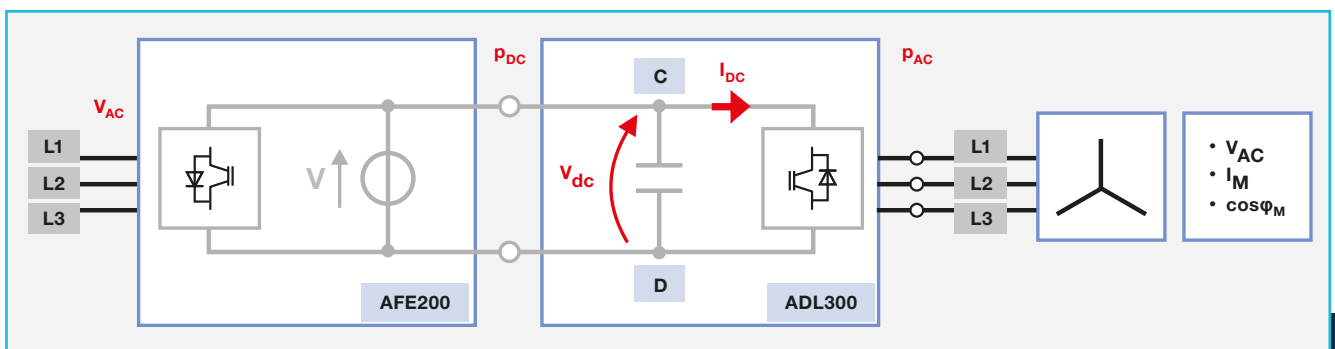 V_AC
L1
L2
L3
V
AFE200
p_DC
C
I_DC
V_dc
D
ADL300
p_AC
L1
L2
L3
· V_AC
· I_M
· cosφ_M